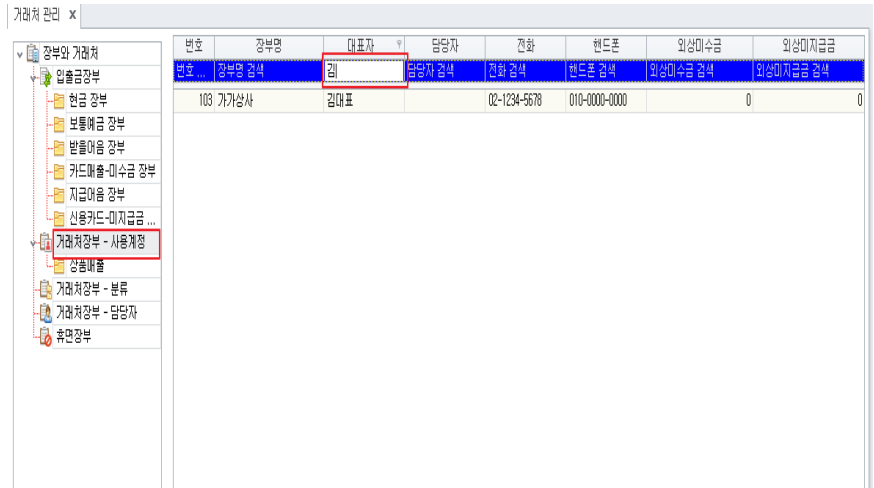 거래처 관리 x
장부와 거래처
입출금장부
현금 장부
보통예금 장부
받을어음 장부
카드매출-미수금 장부
지급어음 장부
신용카드-미지급금 ...
거래처장부 - 사용계정
상품매출
거래처장부 - 분류
거래처장부 - 담당자
휴면장부
번호 장부명 대표자 담당자 전화 핸드폰 외상미수금 외상미지급금
번호 ... 장부명 검색 김 담당자 검색 전화 검색 핸드폰 검색 외상미수금 검색 외상미지급금 검색
103 가가상사 김대표 02-1234-5678 010-0000-0000 0 0